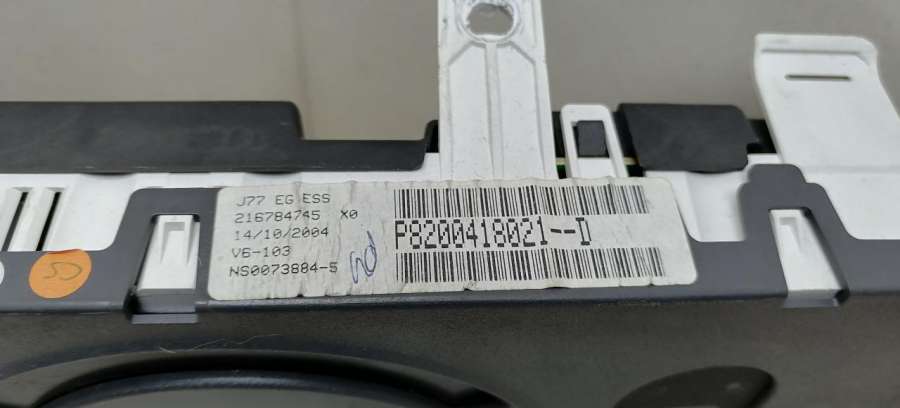 J77 EG ESS
216784745 X0
14/10/2004
V6-103
NS0073884-5
P8200418021--D